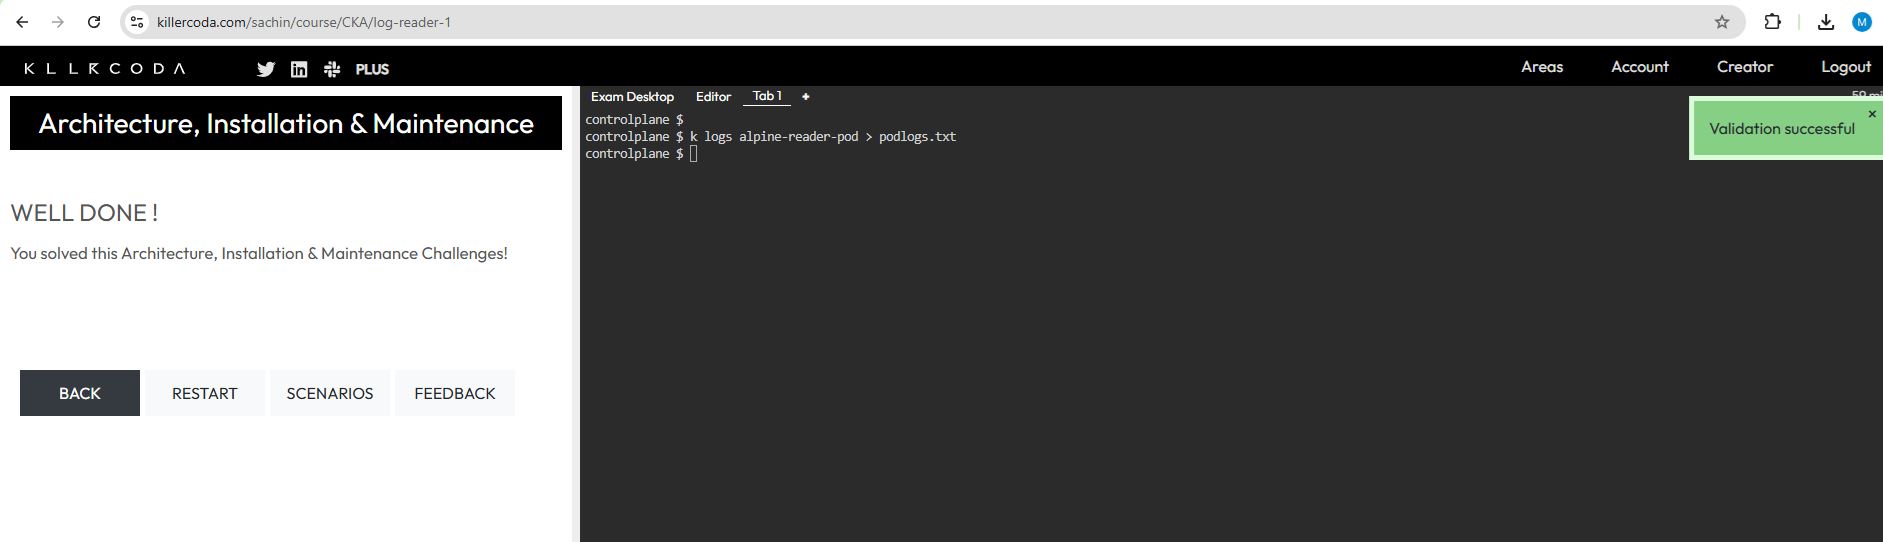 killercoda.com/sachin/course/CKA/log-reader-1
M
KLLRCODA PLUS Areas Account Creator Logout
Architecture, Installation & Maintenance
Exam Desktop Editor Tab 1 +
controlplane $
controlplane $ k logs alpine-reader-pod > podlogs.txt
controlplane $
Validation successful ×
WELL DONE !
You solved this Architecture, Installation & Maintenance Challenges!
BACK RESTART SCENARIOS FEEDBACK